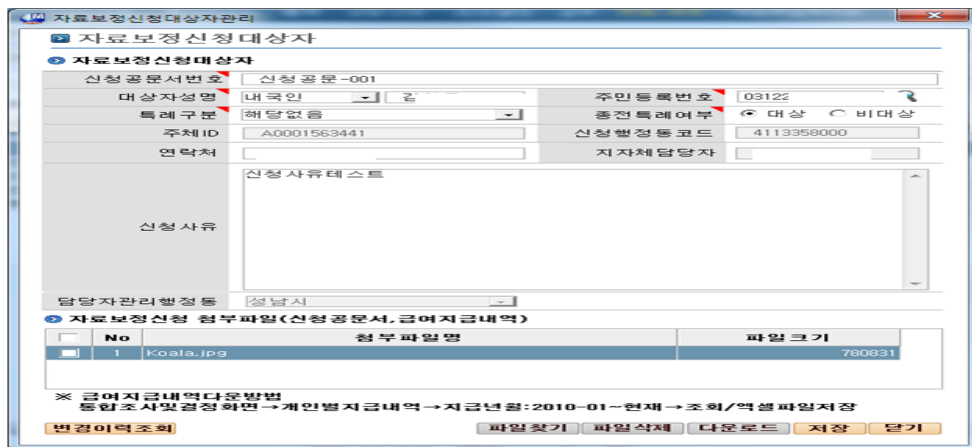 자료보정신청대상자관리
자료보정신청대상자
자료보정신청대상자
신청공문서번호 신청공문-001
대상자성명 내국인 주민등록번호 03122
특례구분 해당없음 종전특례여부 대상 비대상
주체ID A0001563441 신청행정동코드 4113358000
연락처 지자체담당자
신청사유 신청사유테스트
담당자관리행정동 성남시
자료보정신청 첨부파일(신청공문서,급여지급내역)
No 첨부파일명 파일크기
1 Koala.jpg 780831
※ 급여지급내역다운방법
통합조사및결정화면→개인별지급내역→지급년월:2010-01~현재→조회/엑셀파일저장
변경이력조회 파일찾기 파일삭제 다운로드 저장 닫기